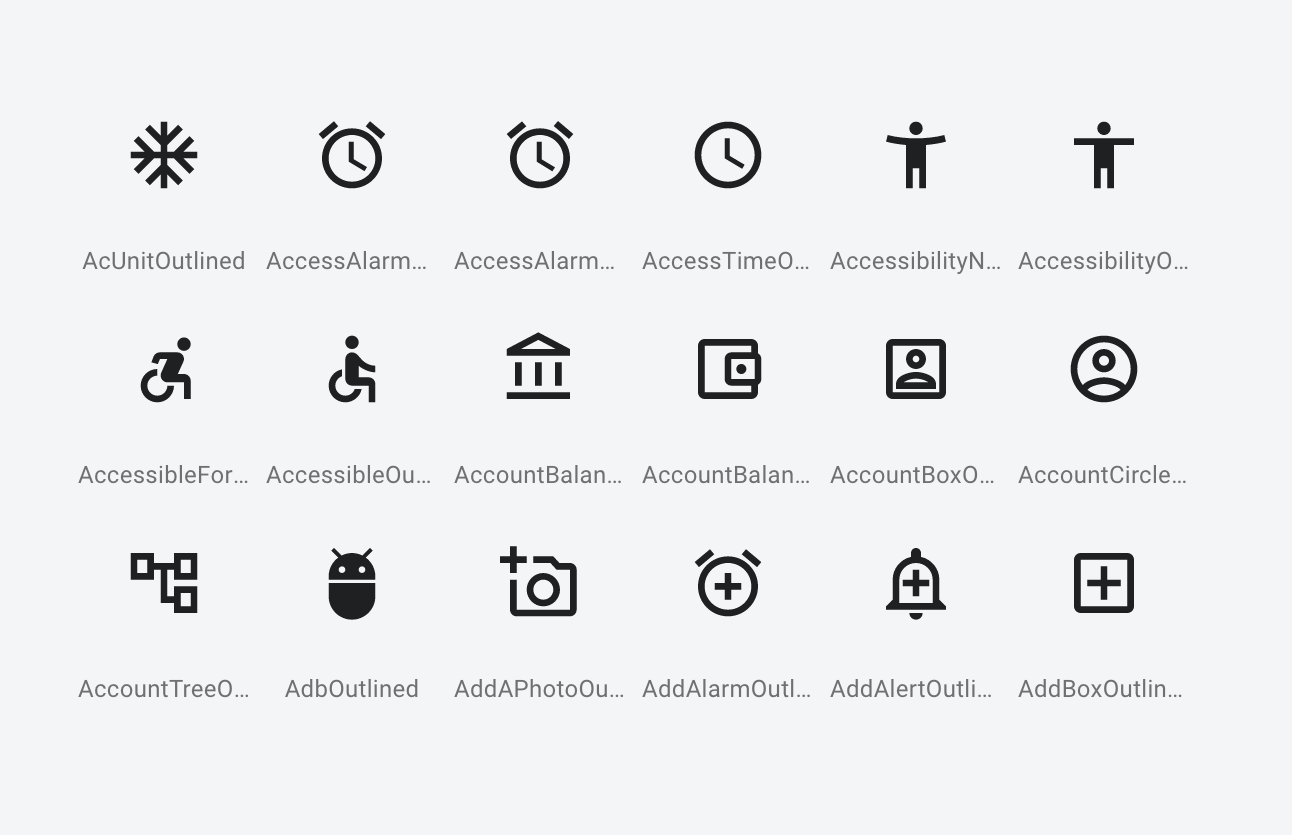 AcUnitOutlined AccessAlarm... AccessAlarm... AccessTimeO... AccessibilityN... AccessibilityO...
AccessibleFor... AccessibleOu... AccountBalan... AccountBalan... AccountBoxO... AccountCircle...
AccountTreeO... AdbOutlined AddAPhotoOu... AddAlarmOutl... AddAlertOutli... AddBoxOutlin...